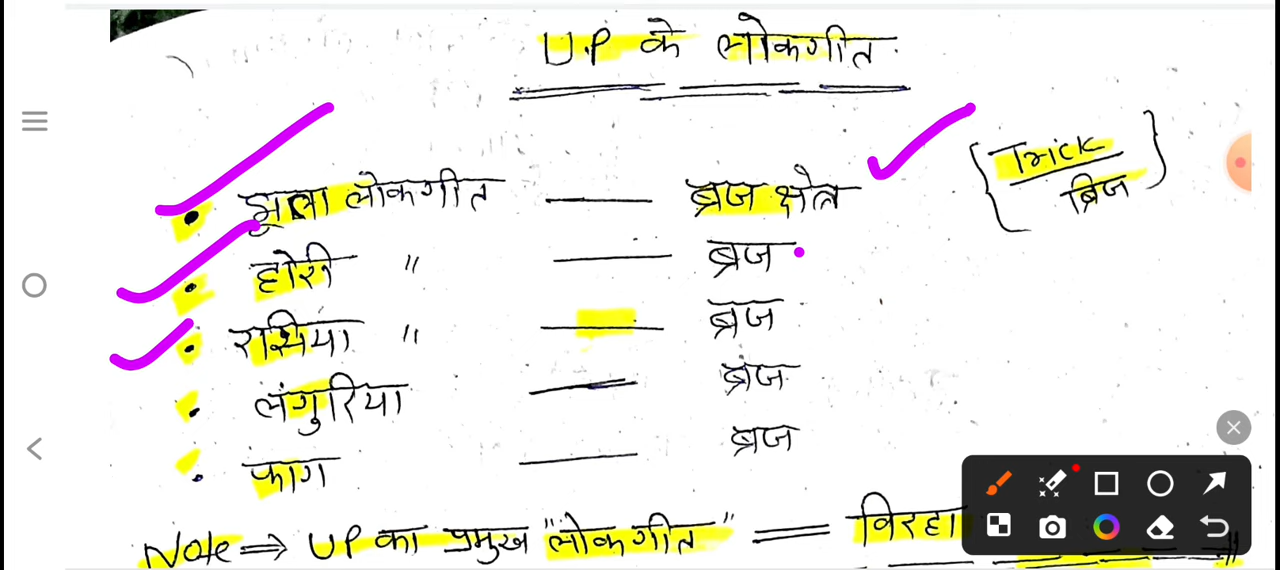 UP के लोकगीत
झूला लोकगीत — ब्रज क्षेत्र
{ Trick / ब्रिज }
होरी " — ब्रज
रसिया " — ब्रज
लंगुरिया — ब्रज
फाग — ब्रज
Note ⇒ UP का प्रमुख "लोकगीत" = विरहा